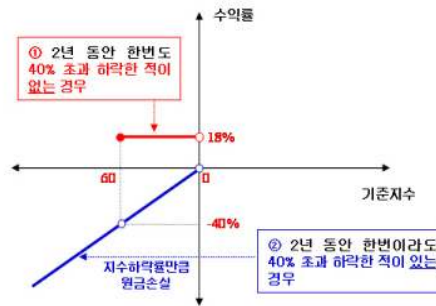 수익률
① 2년 동안 한번도
40% 초과 하락한 적이
없는 경우
18%
60
0
기준지수
-40%
지수하락률만큼
원금손실
② 2년 동안 한번이라도
40% 초과 하락한 적이 있는
경우